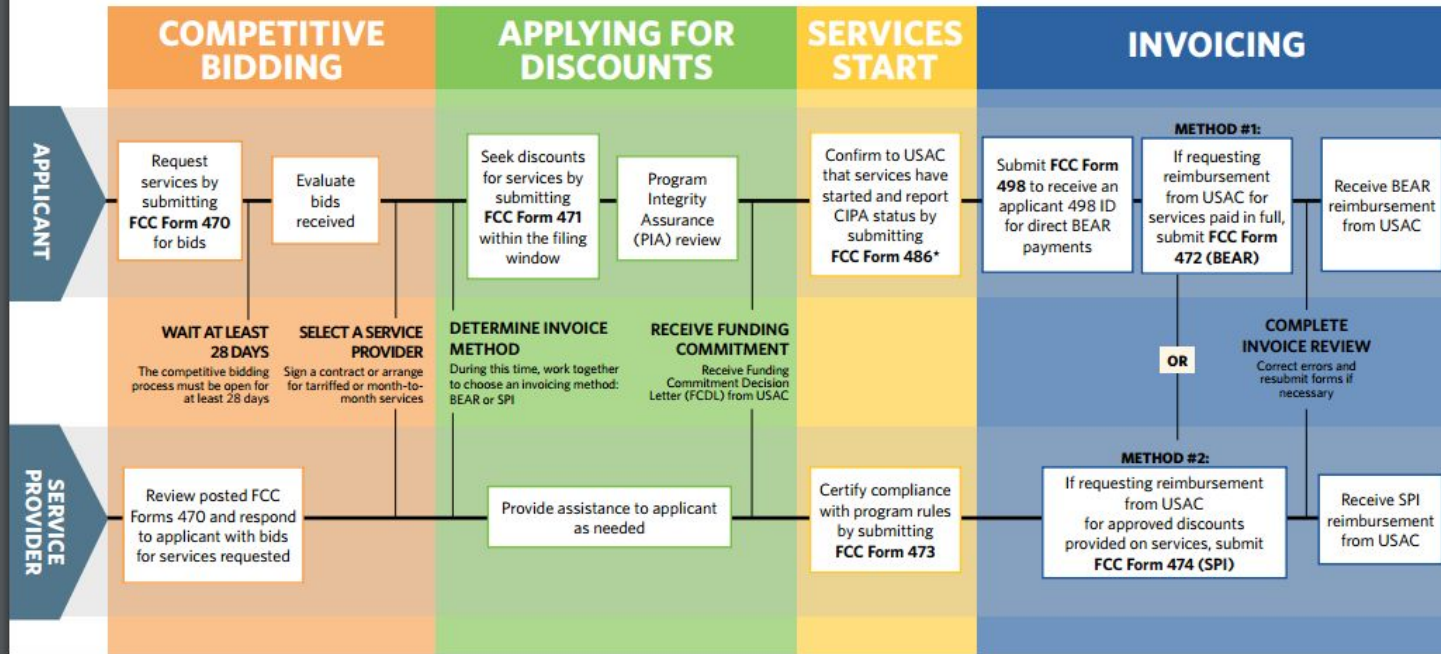 COMPETITIVE
BIDDING
APPLYING FOR
DISCOUNTS
SERVICES
START
INVOICING
APPLICANT
Request
services by
submitting
FCC Form 470
for bids
Evaluate
bids
received
Seek discounts
for services by
submitting
FCC Form 471
within the filing
window
Program
Integrity
Assurance
(PIA) review
Confirm to USAC
that services have
started and report
CIPA status by
submitting
FCC Form 486*
Submit FCC Form
498 to receive an
applicant 498 ID
for direct BEAR
payments
METHOD #1:
If requesting
reimbursement
from USAC for
services paid in full,
submit FCC Form
472 (BEAR)
Receive BEAR
reimbursement
from USAC
WAIT AT LEAST
28 DAYS
The competitive bidding
process must be open for
at least 28 days
SELECT A SERVICE
PROVIDER
Sign a contract or arrange
for tarriffed or month-to-
month services
DETERMINE INVOICE
METHOD
During this time, work together
to choose an invoicing method:
BEAR or SPI
RECEIVE FUNDING
COMMITMENT
Receive Funding
Commitment Decision
Letter (FCDL) from USAC
OR
COMPLETE
INVOICE REVIEW
Correct errors and
resubmit forms if
necessary
SERVICE
PROVIDER
Review posted FCC
Forms 470 and respond
to applicant with bids
for services requested
Provide assistance to applicant
as needed
Certify compliance
with program rules
by submitting
FCC Form 473
METHOD #2:
If requesting reimbursement
from USAC
for approved discounts
provided on services, submit
FCC Form 474 (SPI)
Receive SPI
reimbursement
from USAC